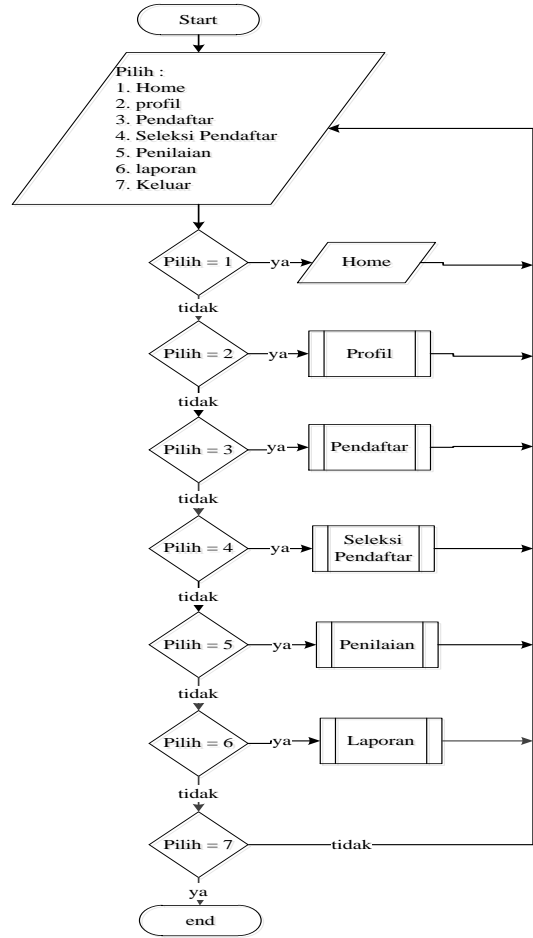 Start
Pilih :
1. Home
2. profil
3. Pendaftar
4. Seleksi Pendaftar
5. Penilaian
6. laporan
7. Keluar
Pilih = 1
ya
Home
tidak
Pilih = 2
ya
Profil
tidak
Pilih = 3
ya
Pendaftar
tidak
Pilih = 4
ya
Seleksi
Pendaftar
tidak
Pilih = 5
ya
Penilaian
tidak
Pilih = 6
ya
Laporan
tidak
Pilih = 7
tidak
ya
end